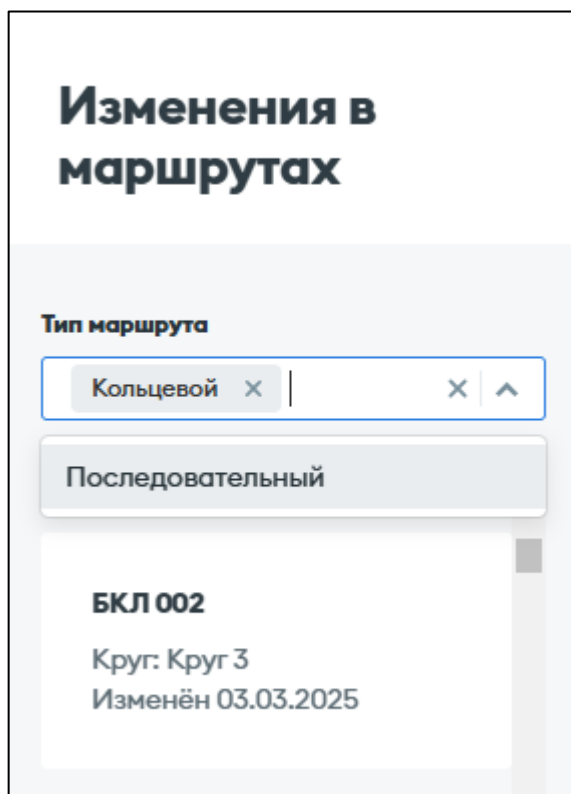 Изменения в
маршрутах
Тип маршрута
Кольцевой
Последовательный
БКЛ 002
Круг: Круг 3
Изменён 03.03.2025